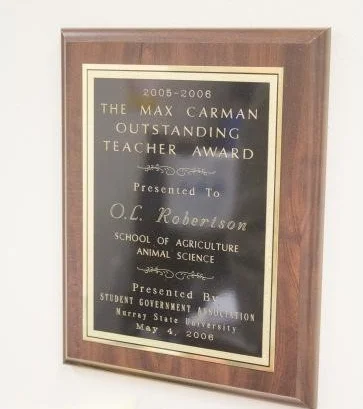 2005-2006
THE MAX CARMAN
OUTSTANDING
TEACHER AWARD
Presented To
O.L. Robertson
SCHOOL OF AGRICULTURE
ANIMAL SCIENCE
Presented By
STUDENT GOVERNMENT ASSOCIATION
Murray State University
May 4, 2006